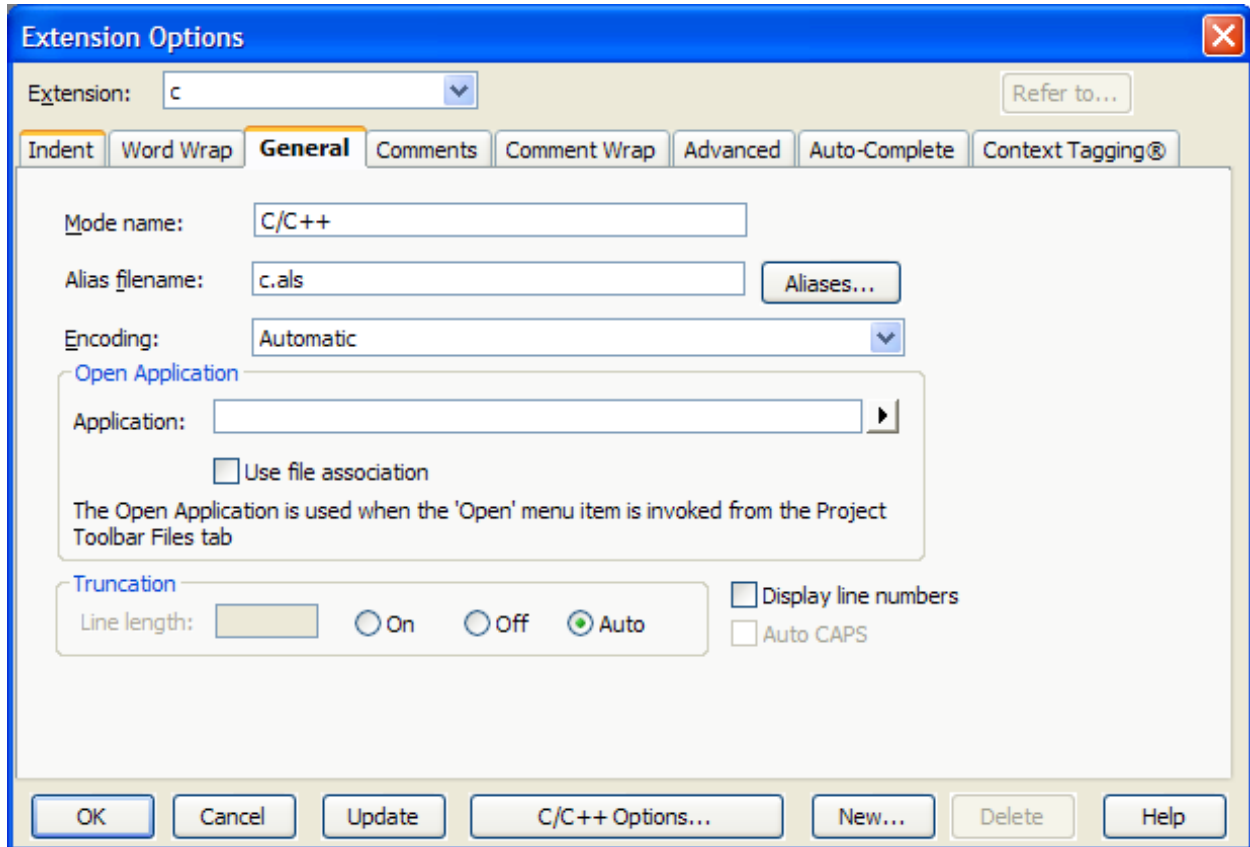 Extension Options
Extension: c Refer to...
Indent Word Wrap General Comments Comment Wrap Advanced Auto-Complete Context Tagging®
Mode name: C/C++
Alias filename: c.als Aliases...
Encoding: Automatic
Open Application
Application:
Use file association
The Open Application is used when the 'Open' menu item is invoked from the Project
Toolbar Files tab
Truncation
Line length: On Off Auto
Display line numbers
Auto CAPS
OK Cancel Update C/C++ Options... New... Delete Help